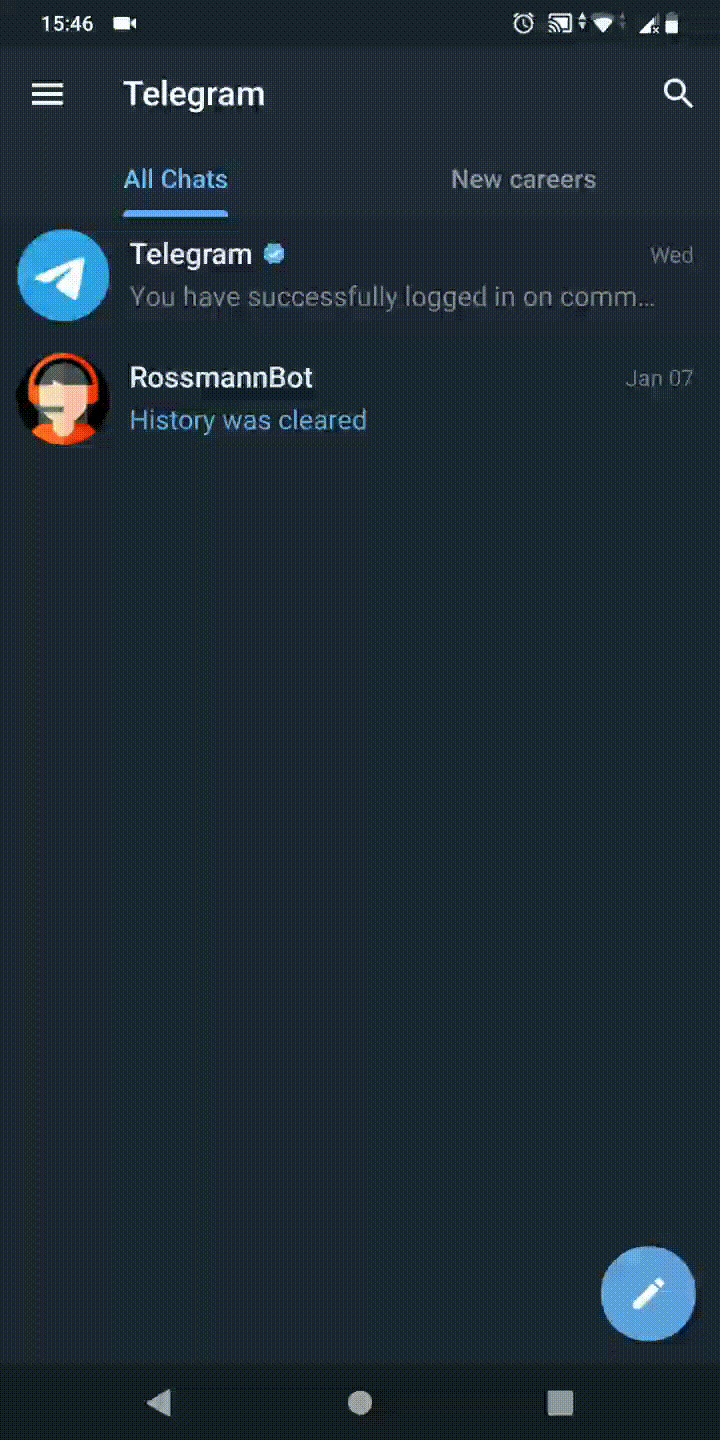 15:46
Telegram
All Chats
New careers
Telegram
Wed
You have successfully logged in on comm...
RossmannBot
Jan 07
History was cleared